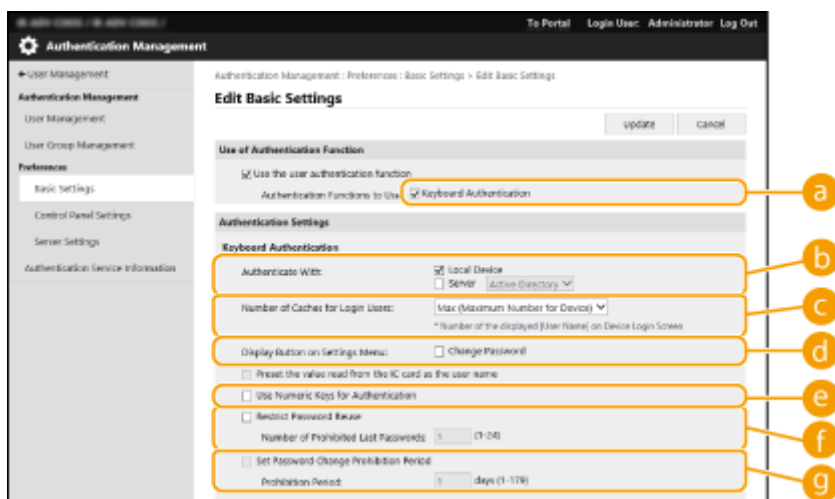 To Portal Login User: Administrator Log Out
Authentication Management
User Management
Authentication Management
User Management
User Group Management
Preferences
Basic Settings
Control Panel Settings
Server Settings
Authentication Service Information
Authentication Management : Preferences : Basic Settings > Edit Basic Settings
Edit Basic Settings
Update Cancel
Use of Authentication Function
Use the user authentication function
Authentication Functions to Use: Keyboard Authentication
a
Authentication Settings
Keyboard Authentication
Authenticate With: Local Device
Server Active Directory
b
Number of Caches for Login Users: Max (Maximum Number for Device)
* Number of the displayed [User Name] on Device Login Screen
c
Display Button on Settings Menu: Change Password
d
Preset the value read from the IC card as the user name
Use Numeric Keys for Authentication
e
Restrict Password Reuse
Number of Prohibited Last Passwords: 1 (1-24)
f
Set Password Change Prohibition Period
Prohibition Period: 1 days (1-179)
g